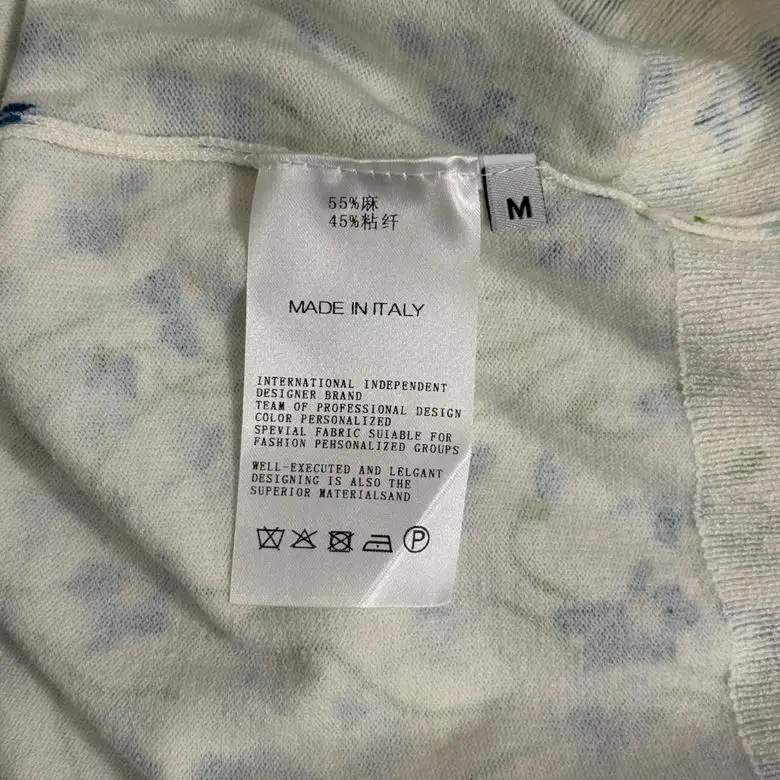 55%麻
45%粘纤
M
MADE IN ITALY
INTERNATIONAL INDEPENDENT
DESIGNER BRAND
TEAM OF PROFESSIONAL DESIGN
COLOR PERSONALIZED
SPEVIAL FABRIC SUIABLE FOR
FASHION PEHSONALIZED GROUPS
WELL-EXECUTED AND LELGANT
DESIGNING IS ALSO THE
SUPERIOR MATERIALSAND
P